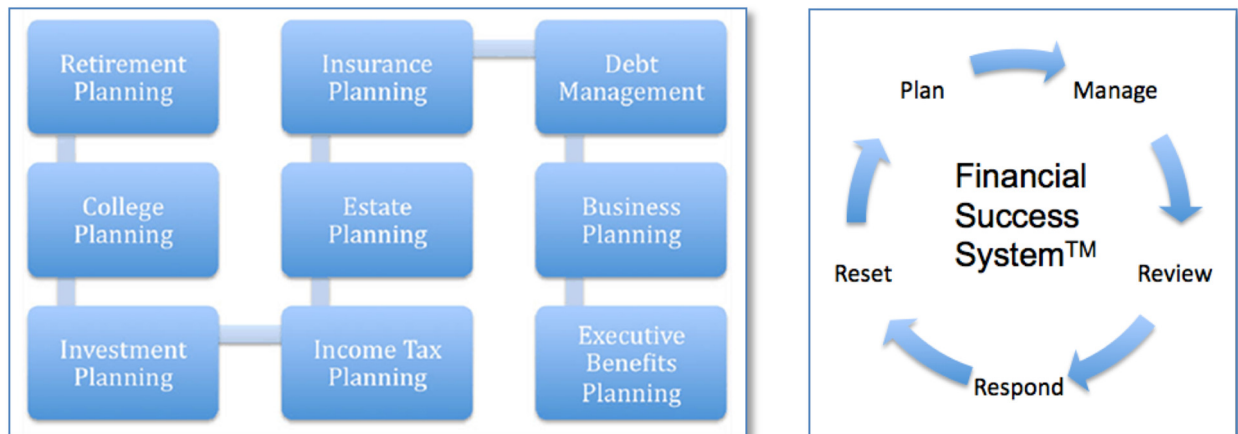 Retirement
Planning
College
Planning
Investment
Planning
Income Tax
Planning
Estate
Planning
Insurance
Planning
Debt
Management
Business
Planning
Executive
Benefits
Planning
Plan
Manage
Review
Respond
Reset
Financial
Success
System™